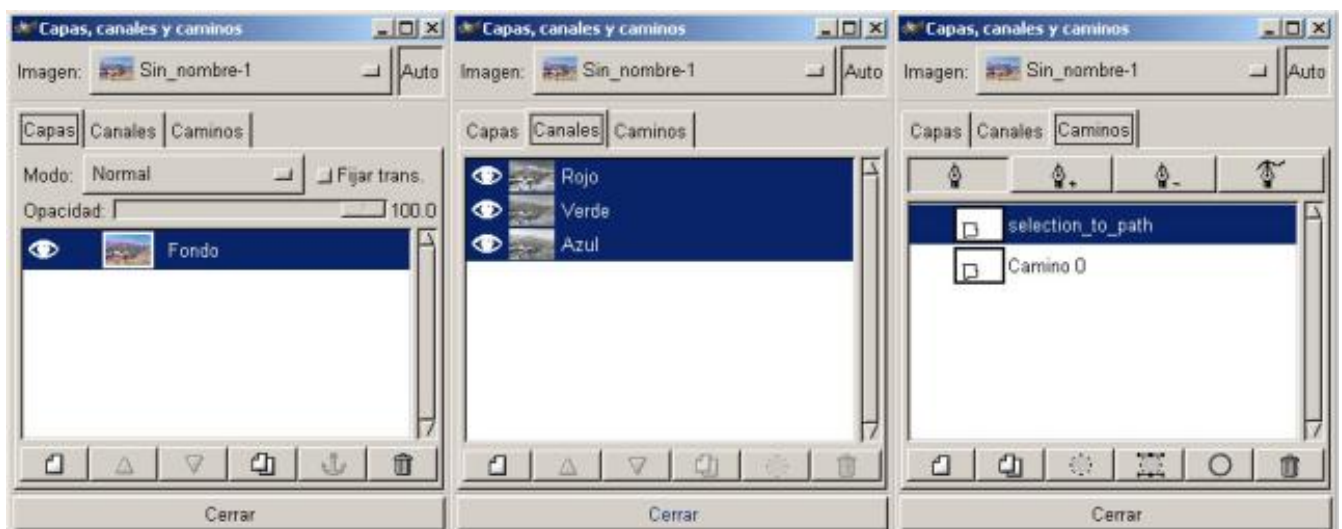 Capas, canales y caminos
Imagen: Sin_nombre-1 Auto
Capas Canales Caminos
Modo: Normal Fijar trans.
Opacidad: 100.0
Fondo
Cerrar
Capas, canales y caminos
Imagen: Sin_nombre-1 Auto
Capas Canales Caminos
Rojo
Verde
Azul
Cerrar
Capas, canales y caminos
Imagen: Sin_nombre-1 Auto
Capas Canales Caminos
selection_to_path
Camino 0
Cerrar